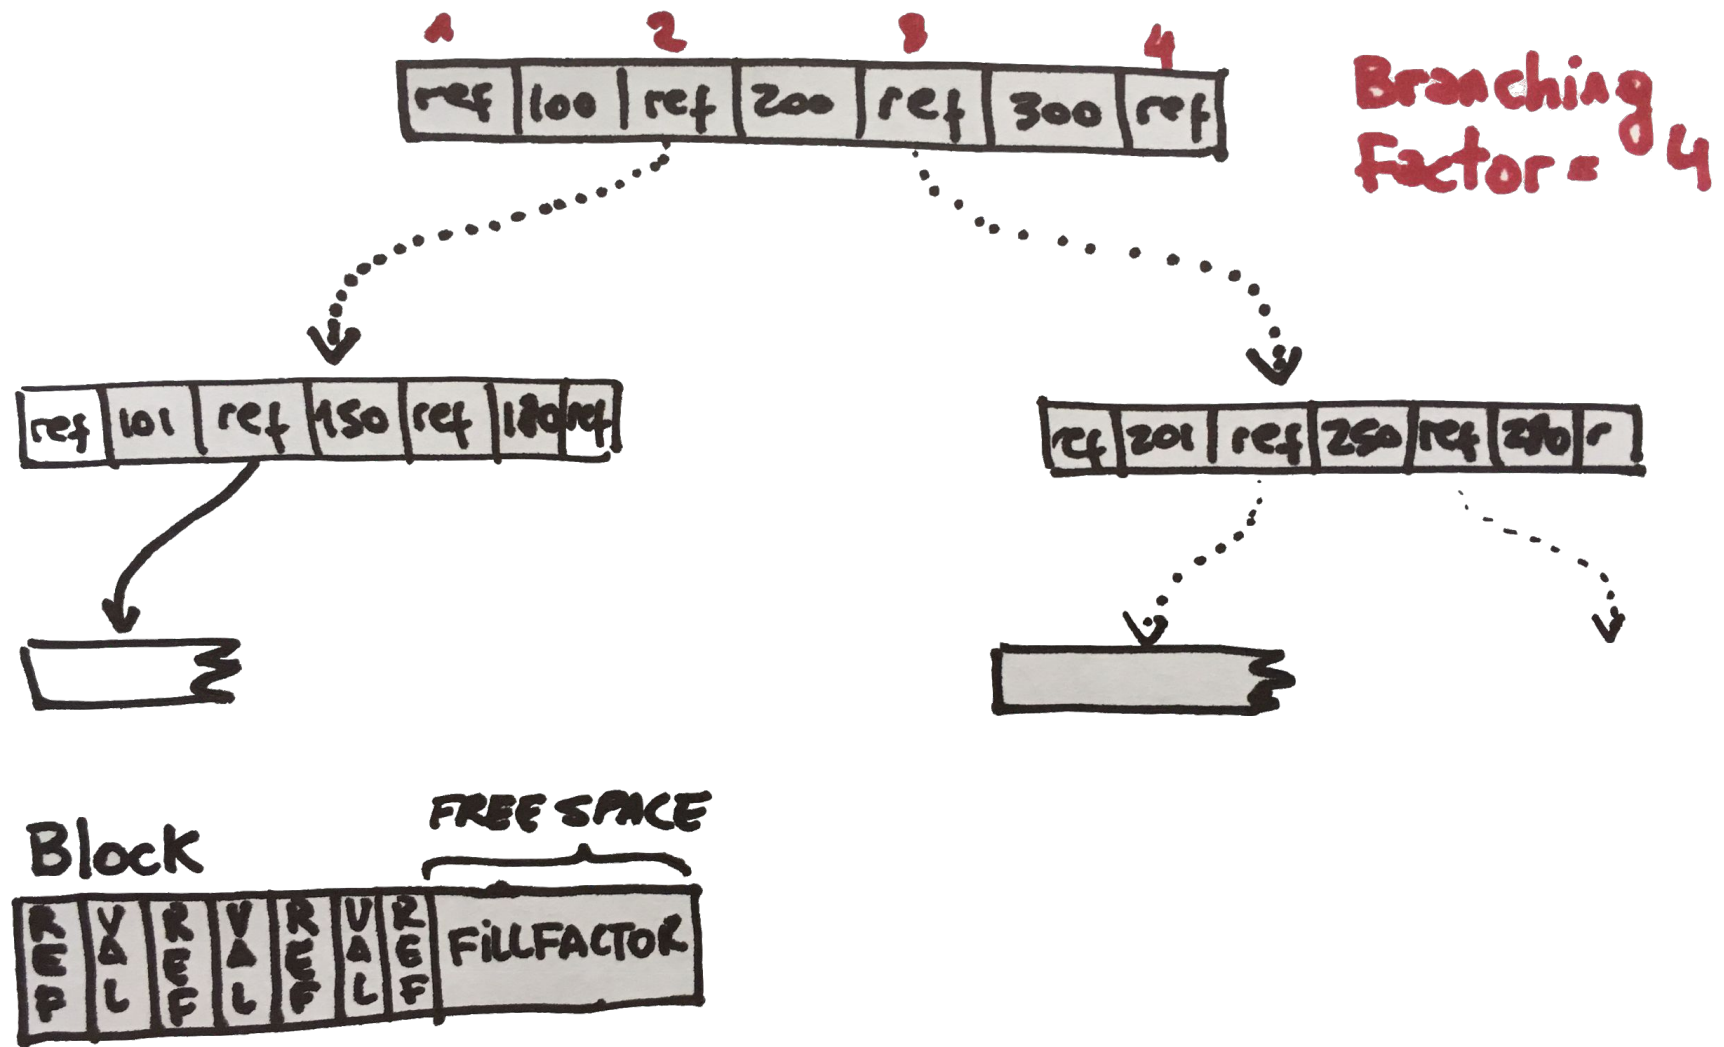 1 2 3 4
ref 100 ref 200 ref 300 ref
Branching
Factor = 4
ref 101 ref 150 ref 180 ref
ref 201 ref 250 ref 280 r
FREE SPACE
Block
REF VAL REF VAL REF VAL REF FiLLFACTOR